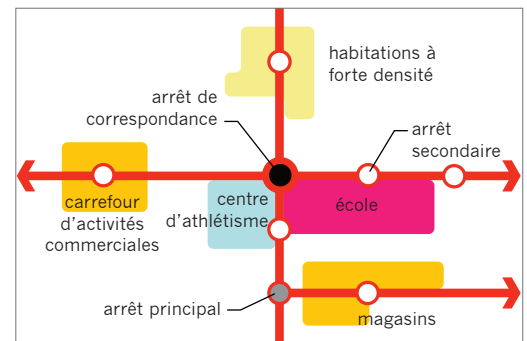 habitations à
forte densité
arrêt de
correspondance
arrêt
secondaire
carrefour
d'activités
commerciales
centre
d'athlétisme
école
arrêt principal
magasins